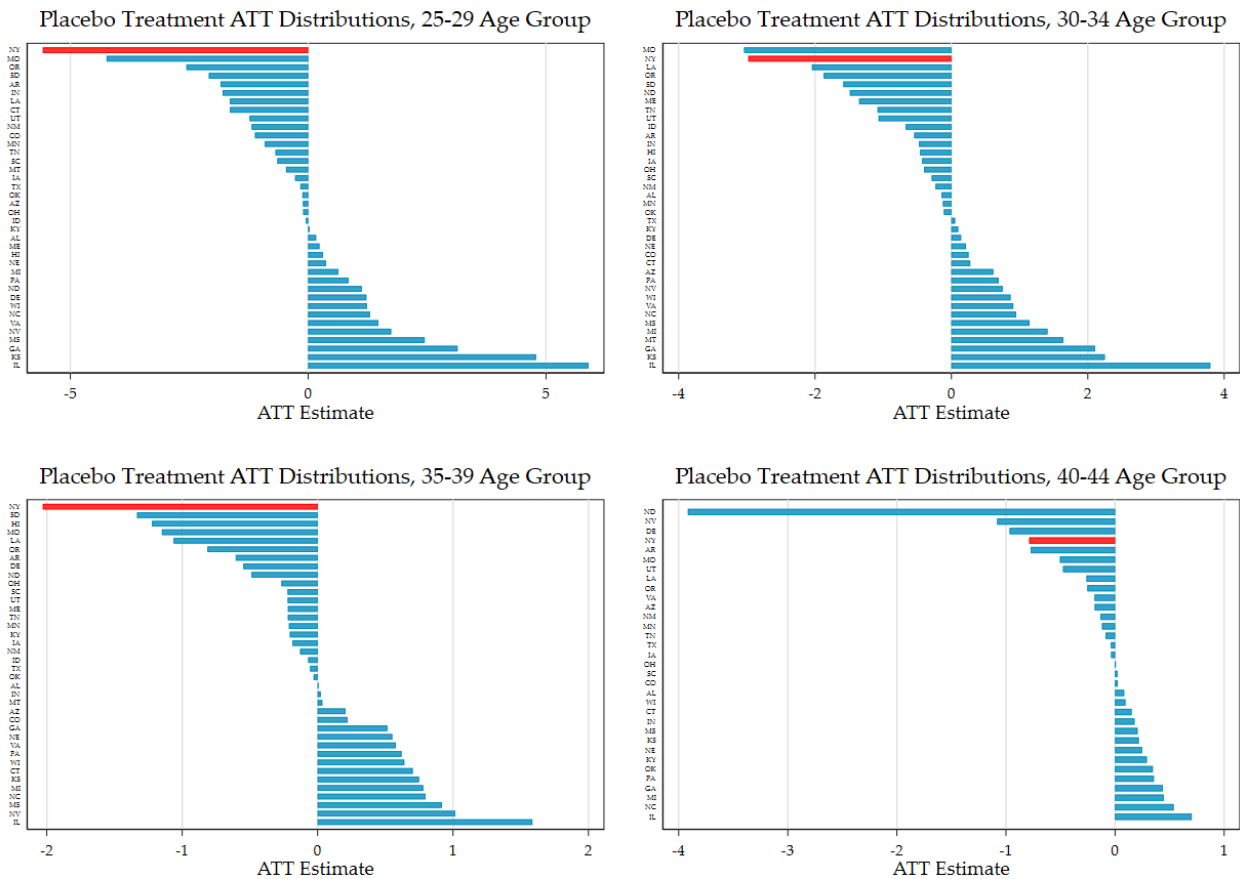 Placebo Treatment ATT Distributions, 25-29 Age Group
NY
MO
OR
SD
AR
IN
LA
CT
UT
NM
CO
MN
TN
SC
MT
IA
TX
OK
AZ
OH
ID
KY
AL
ME
HI
NE
MI
PA
ND
DE
WI
NC
VA
NV
MS
GA
KS
IL
-5 0 5
ATT Estimate
Placebo Treatment ATT Distributions, 30-34 Age Group
MO
NY
LA
OR
SD
ND
ME
TN
UT
ID
AR
IN
HI
IA
OH
SC
NM
AL
MN
OK
TX
KY
DE
NE
CO
CT
AZ
PA
NV
WI
VA
NC
MS
MI
MT
GA
KS
IL
-4 -2 0 2 4
ATT Estimate
Placebo Treatment ATT Distributions, 35-39 Age Group
NY
SD
HI
MO
LA
OR
AR
DE
ND
OH
SC
UT
ME
TN
MN
KY
IA
NM
ID
TX
OK
AL
IN
MT
AZ
CO
GA
NE
VA
PA
WI
CT
KS
MI
NC
MS
NV
IL
-2 -1 0 1 2
ATT Estimate
Placebo Treatment ATT Distributions, 40-44 Age Group
ND
NV
DE
NY
AR
MO
UT
LA
OR
VA
AZ
NM
MN
TN
TX
IA
OH
SC
CO
AL
WI
CT
IN
MS
KS
NE
KY
OK
PA
GA
MI
NC
IL
-4 -3 -2 -1 0 1
ATT Estimate